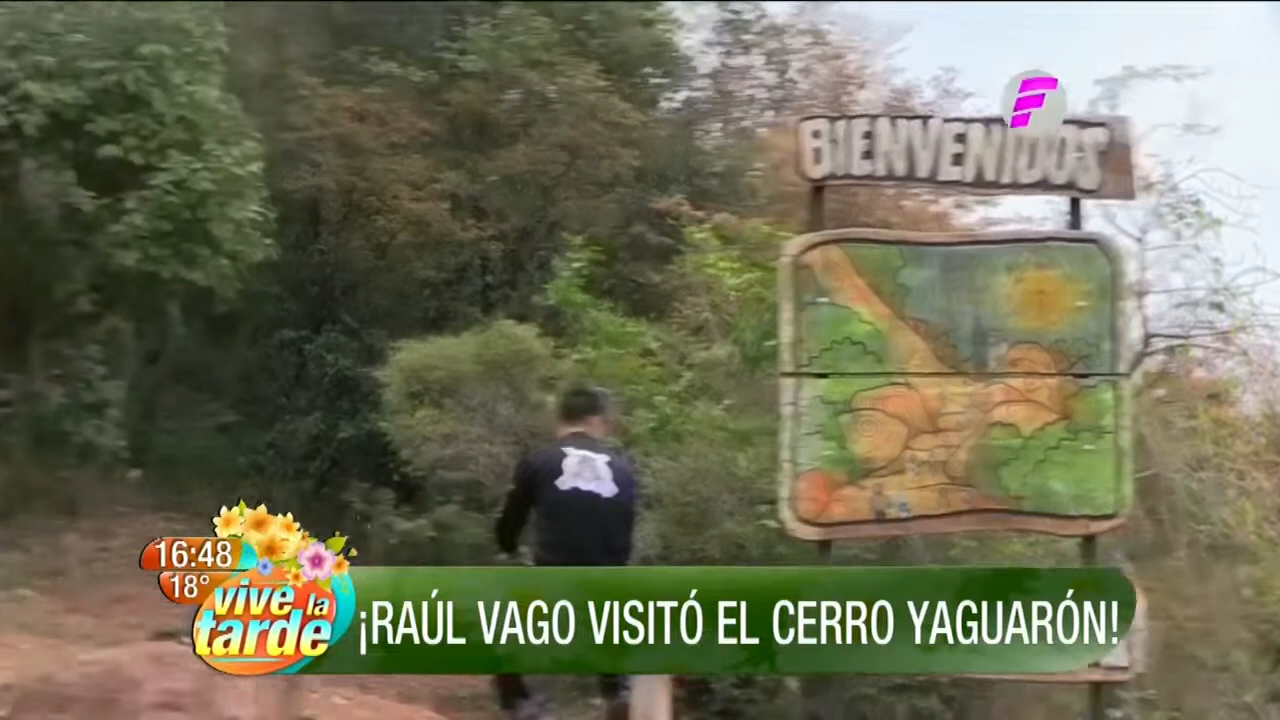 BIENVENIDOS
16:48
18°
vive la
tarde
¡RAÚL VAGO VISITÓ EL CERRO YAGUARÓN!